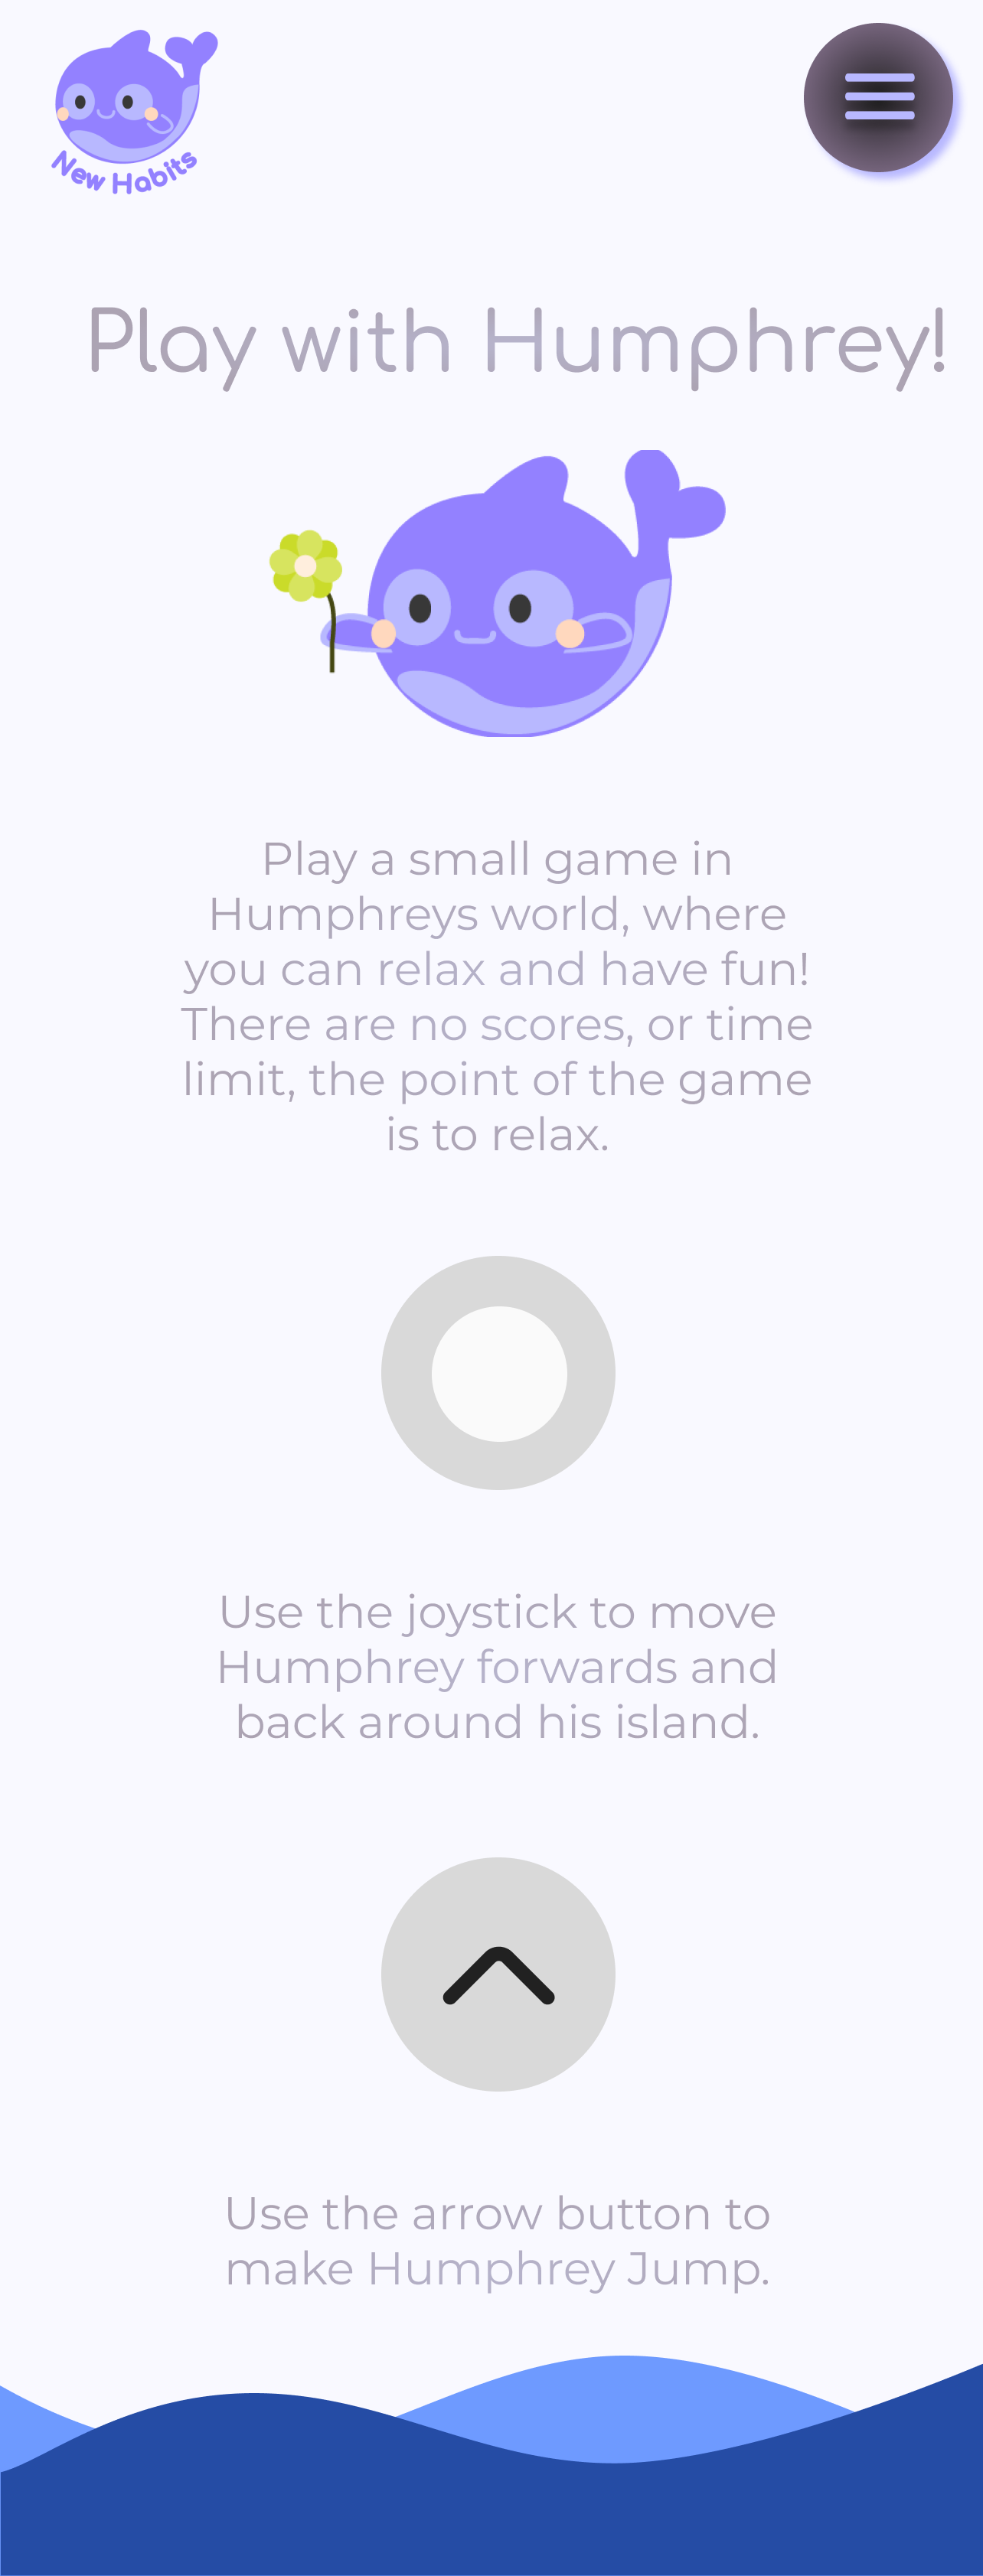 New Habits
Play with Humphrey!
Play a small game in
Humphreys world, where
you can relax and have fun!
There are no scores, or time
limit, the point of the game
is to relax.
Use the joystick to move
Humphrey forwards and
back around his island.
Use the arrow button to
make Humphrey Jump.